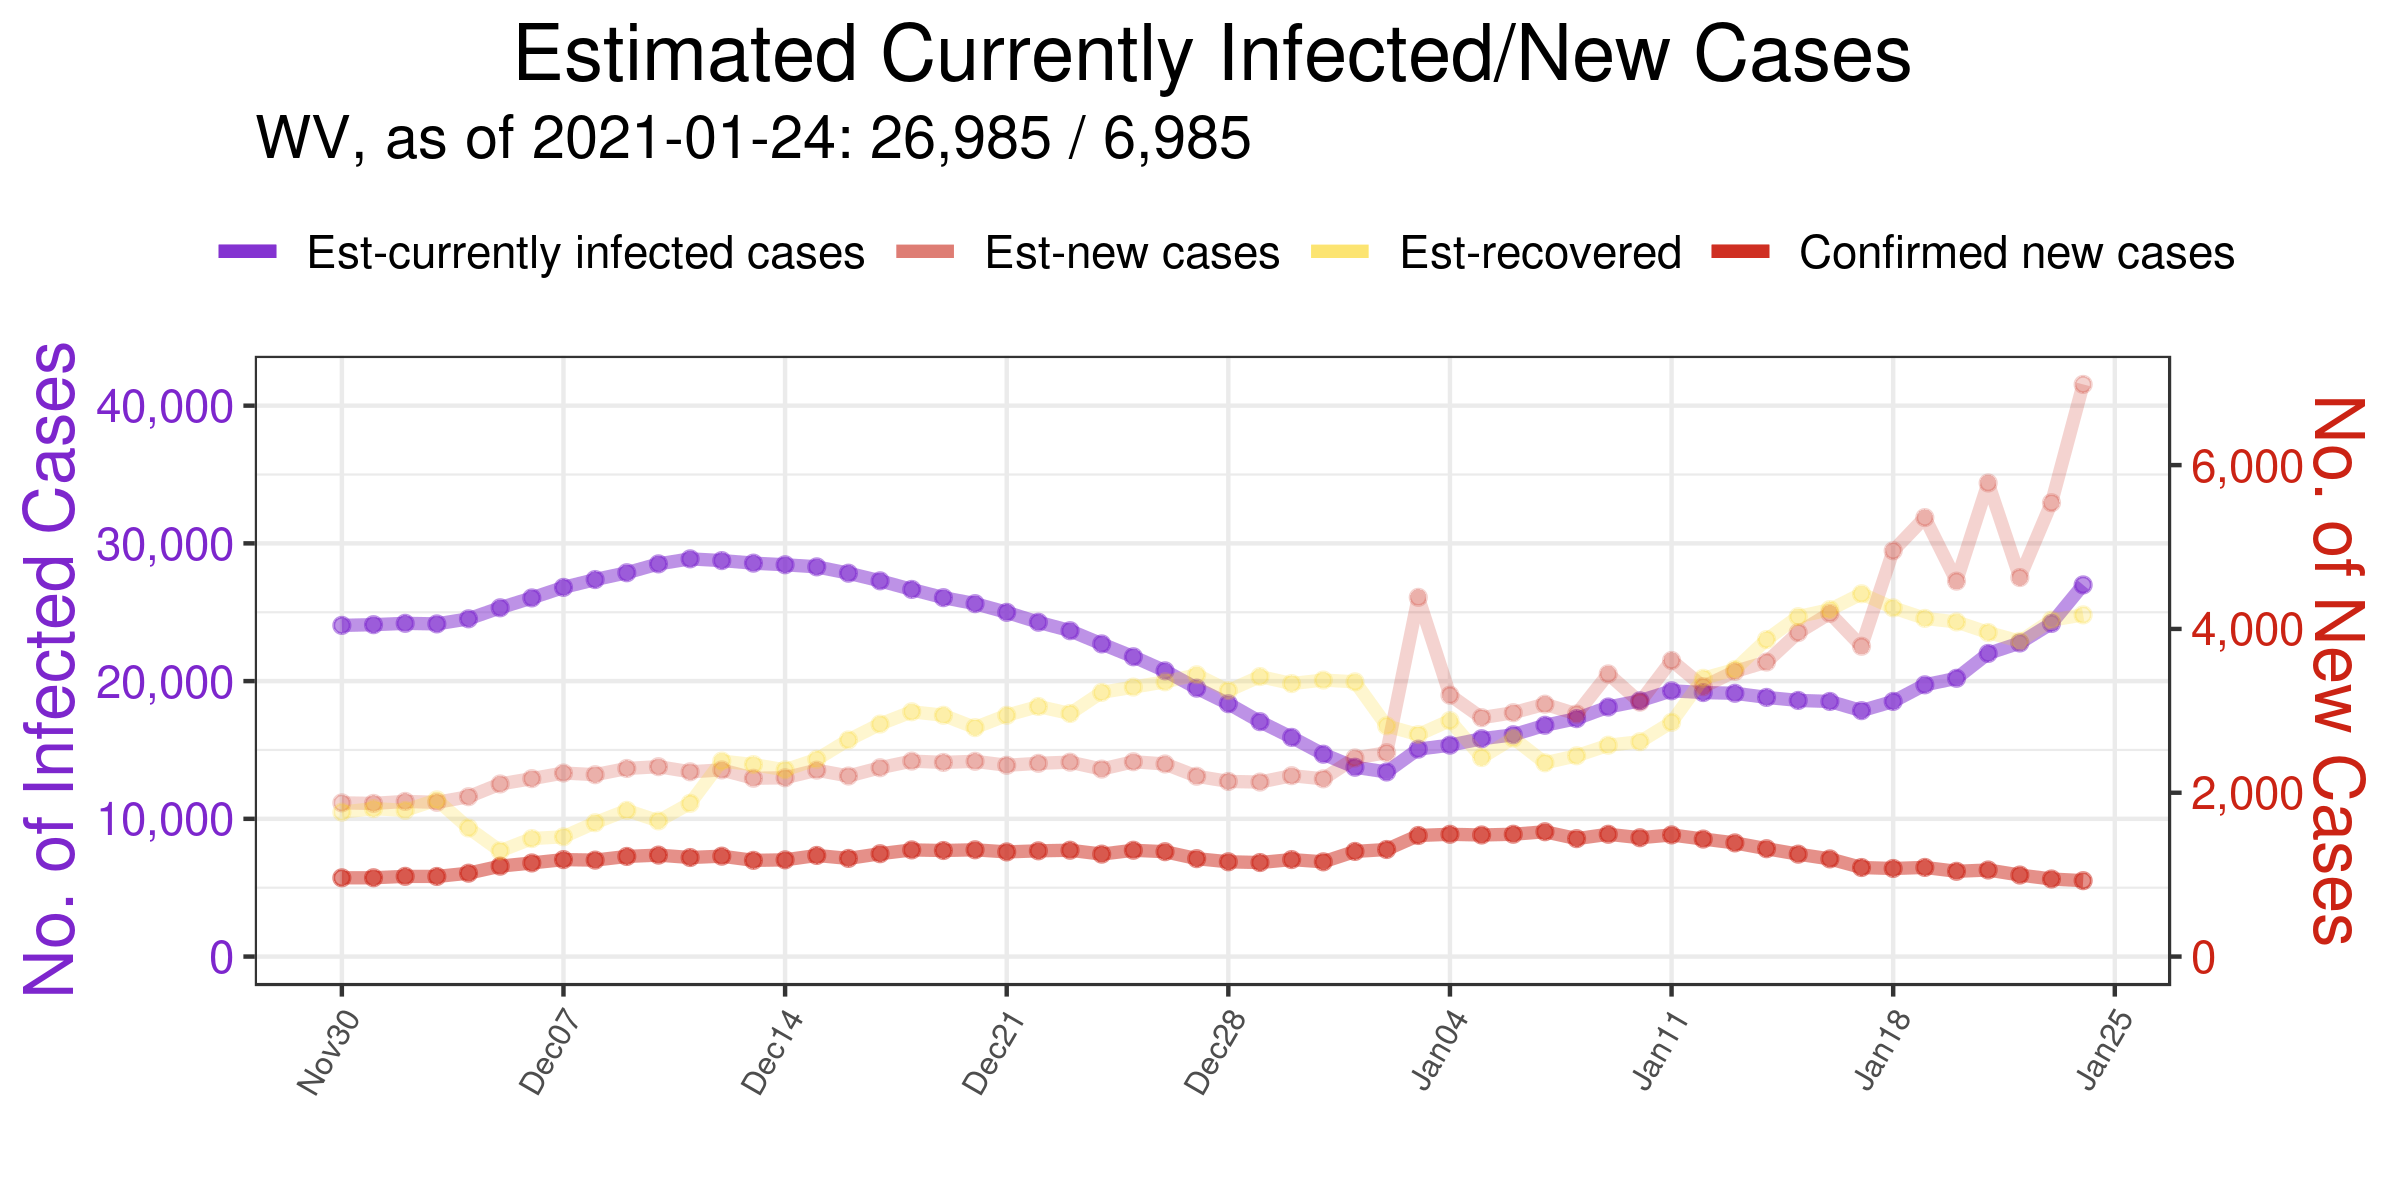 Estimated Currently Infected/New Cases
WV, as of 2021-01-24: 26,985 / 6,985
Est-currently infected cases Est-new cases Est-recovered Confirmed new cases
No. of Infected Cases
40,000
30,000
20,000
10,000
0
6,000
4,000
2,000
0
No. of New Cases
Nov30 Dec07 Dec14 Dec21 Dec28 Jan04 Jan11 Jan18 Jan25